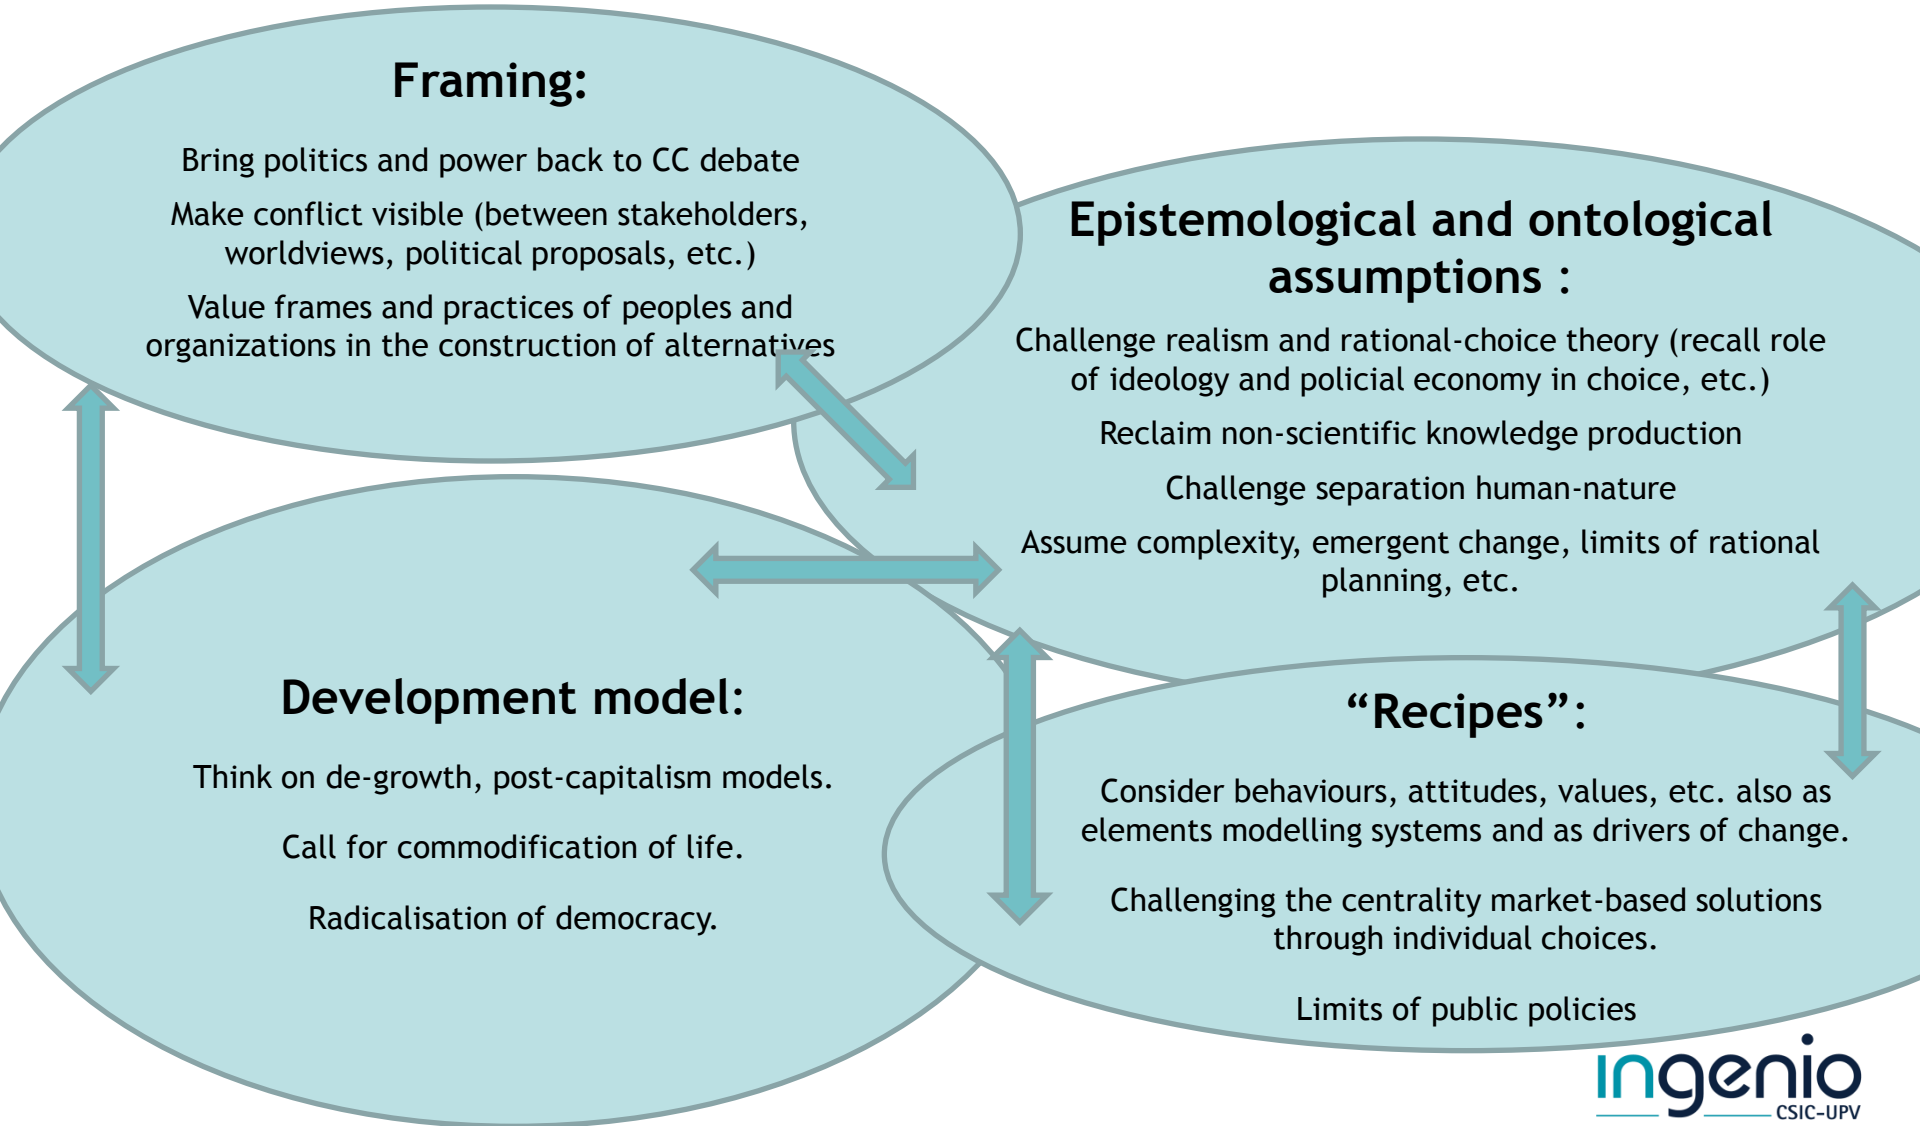 Framing:
Bring politics and power back to CC debate
Make conflict visible (between stakeholders,
worldviews, political proposals, etc.)
Value frames and practices of peoples and
organizations in the construction of alternatives
Epistemological and ontological
assumptions :
Challenge realism and rational-choice theory (recall role
of ideology and policial economy in choice, etc.)
Reclaim non-scientific knowledge production
Challenge separation human-nature
Assume complexity, emergent change, limits of rational
planning, etc.
Development model:
Think on de-growth, post-capitalism models.
Call for commodification of life.
Radicalisation of democracy.
“Recipes”:
Consider behaviours, attitudes, values, etc. also as
elements modelling systems and as drivers of change.
Challenging the centrality market-based solutions
through individual choices.
Limits of public policies
ingenio
CSIC-UPV